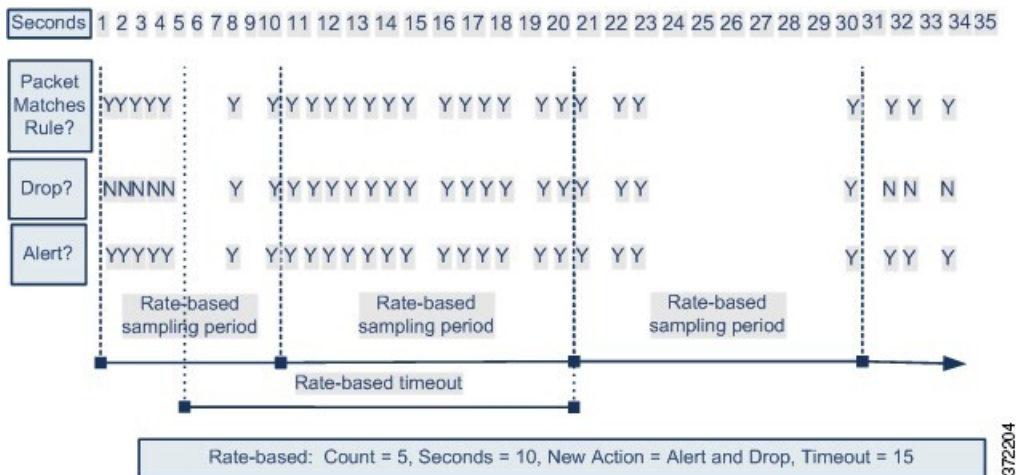 Seconds 1 2 3 4 5 6 7 8 9 10 11 12 13 14 15 16 17 18 19 20 21 22 23 24 25 26 27 28 29 30 31 32 33 34 35
Packet
Matches
Rule?
YYYYY Y Y Y Y Y Y Y Y Y Y Y Y Y Y Y Y Y Y Y Y Y Y
Drop?
NNNNN Y Y Y Y Y Y Y Y Y Y Y Y Y Y Y Y Y Y Y N N N
Alert?
YYYYY Y Y Y Y Y Y Y Y Y Y Y Y Y Y Y Y Y Y Y Y Y Y
Rate-based
sampling period
Rate-based
sampling period
Rate-based
sampling period
Rate-based timeout
Rate-based: Count = 5, Seconds = 10, New Action = Alert and Drop, Timeout = 15
372204